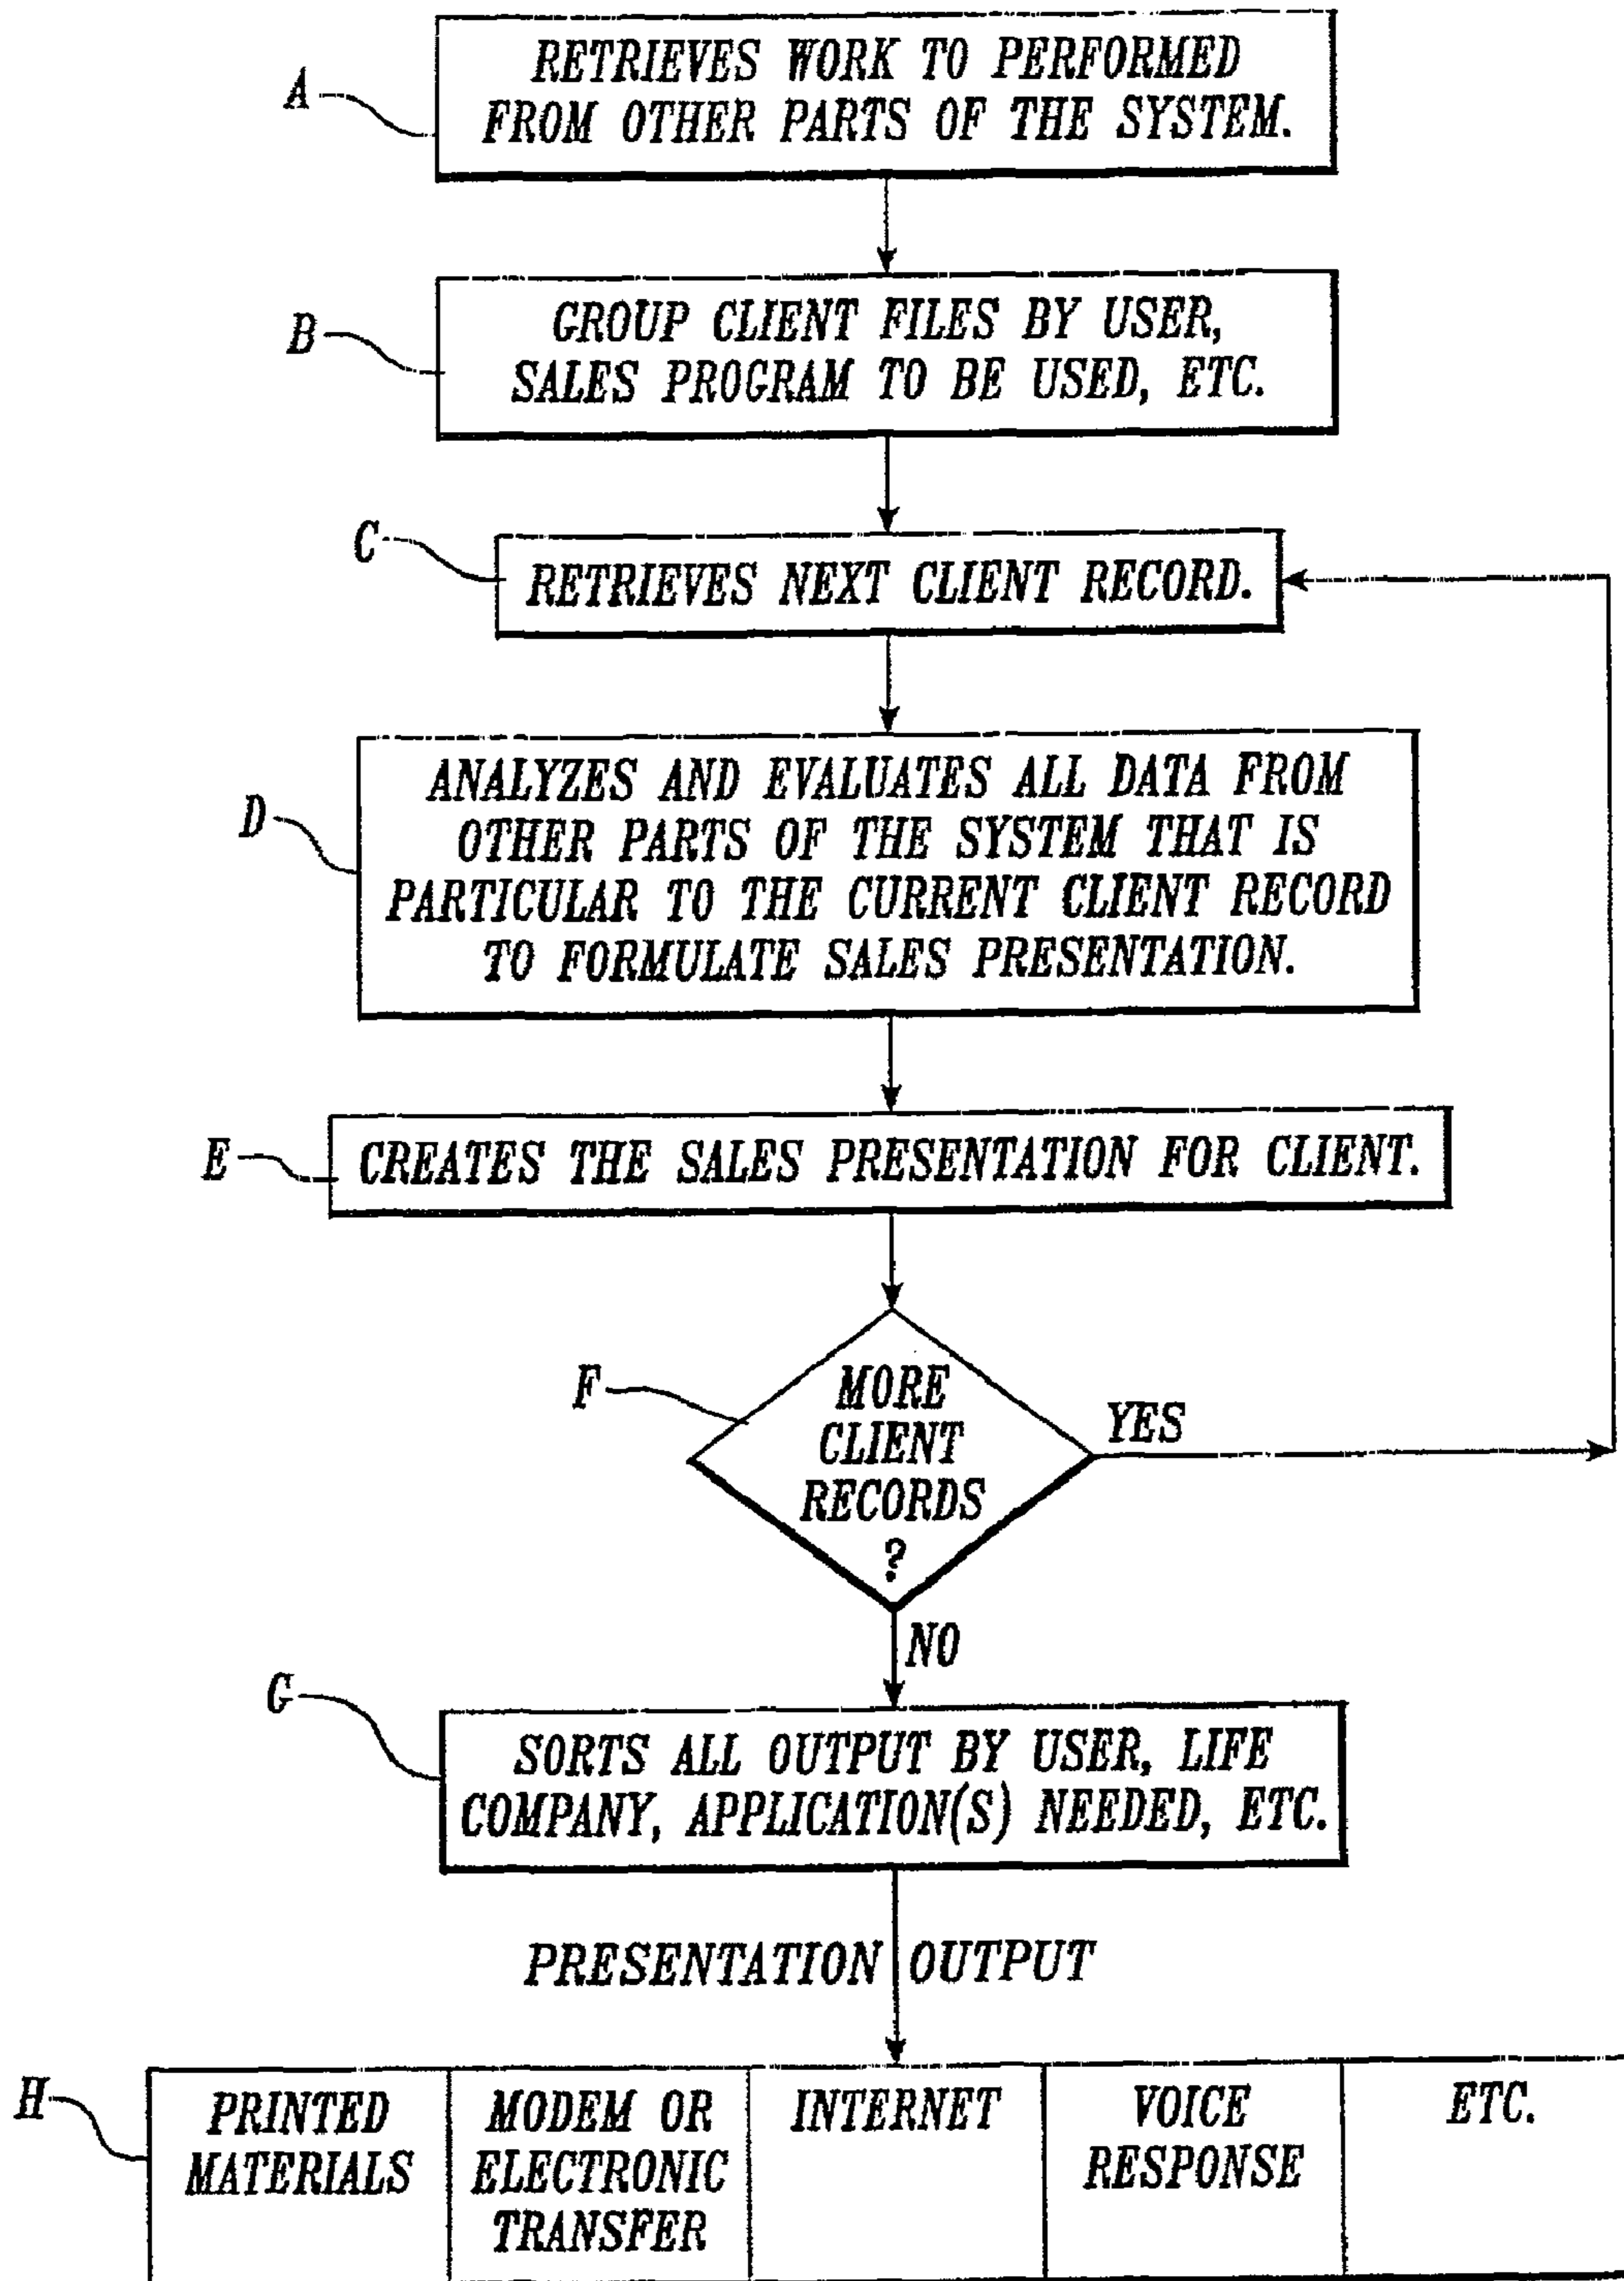 A
RETRIEVES WORK TO PERFORMED
FROM OTHER PARTS OF THE SYSTEM.
B
GROUP CLIENT FILES BY USER,
SALES PROGRAM TO BE USED, ETC.
C
RETRIEVES NEXT CLIENT RECORD.
D
ANALYZES AND EVALUATES ALL DATA FROM
OTHER PARTS OF THE SYSTEM THAT IS
PARTICULAR TO THE CURRENT CLIENT RECORD
TO FORMULATE SALES PRESENTATION.
E
CREATES THE SALES PRESENTATION FOR CLIENT.
F
MORE
CLIENT
RECORDS
?
YES
NO
G
SORTS ALL OUTPUT BY USER, LIFE
COMPANY, APPLICATION(S) NEEDED, ETC.
PRESENTATION OUTPUT
H
PRINTED
MATERIALS
MODEM OR
ELECTRONIC
TRANSFER
INTERNET
VOICE
RESPONSE
ETC.